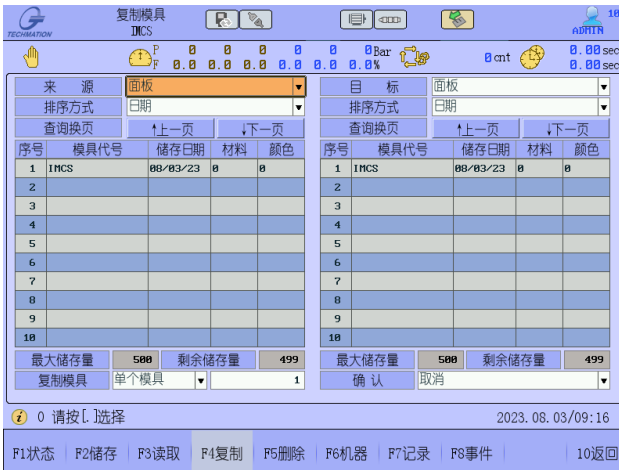 TECHMATION
复制模具
IMCS
10
ADMIN
P 0 0 0 0 0 0Bar 0cnt 0.00sec
F 0.0 0.0 0.0 0.0 0.0 0.0% 0.00sec
来 源 面板 目 标 面板
排序方式 日期 排序方式 日期
查询换页 ↑上一页 ↓下一页 查询换页 ↑上一页 ↓下一页
序号 模具代号 储存日期 材料 颜色 序号 模具代号 储存日期 材料 颜色
1 IMCS 08/03/23 0 0 1 IMCS 08/03/23 0 0
2 2
3 3
4 4
5 5
6 6
7 7
8 8
9 9
10 10
最大储存量 500 剩余储存量 499 最大储存量 500 剩余储存量 499
复制模具 单个模具 1 确 认 取消
i 0 请按[.]选择 2023.08.03/09:16
F1状态 F2储存 F3读取 F4复制 F5删除 F6机器 F7记录 F8事件 10返回